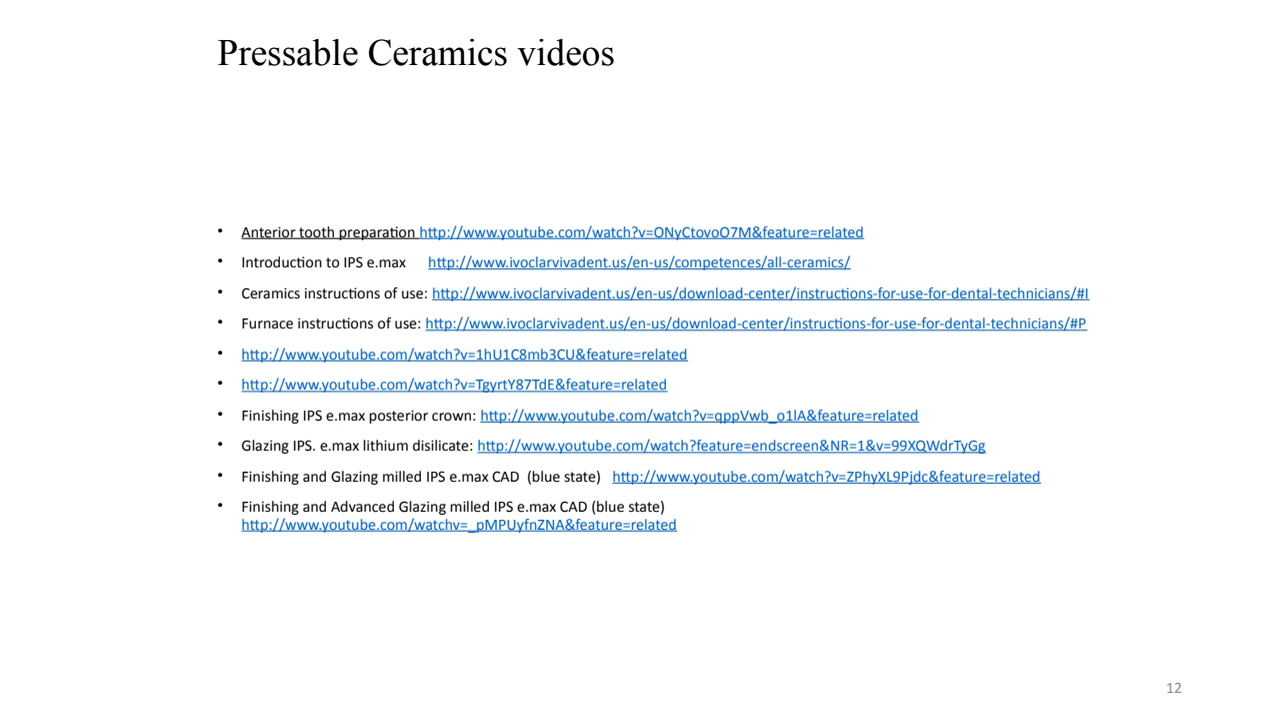 Pressable Ceramics videos
• Anterior tooth preparation http://www.youtube.com/watch?v=ONyCtovoO7M&feature=related
• Introduction to IPS e.max http://www.ivoclarvivadent.us/en-us/competences/all-ceramics/
• Ceramics instructions of use: http://www.ivoclarvivadent.us/en-us/download-center/instructions-for-use-for-dental-technicians/#I
• Furnace instructions of use: http://www.ivoclarvivadent.us/en-us/download-center/instructions-for-use-for-dental-technicians/#P
• http://www.youtube.com/watch?v=1hU1C8mb3CU&feature=related
• http://www.youtube.com/watch?v=TgyrtY87TdE&feature=related
• Finishing IPS e.max posterior crown: http://www.youtube.com/watch?v=qppVwb_o1lA&feature=related
• Glazing IPS. e.max lithium disilicate: http://www.youtube.com/watch?feature=endscreen&NR=1&v=99XQWdrTyGg
• Finishing and Glazing milled IPS e.max CAD (blue state) http://www.youtube.com/watch?v=ZPhyXL9Pjdc&feature=related
• Finishing and Advanced Glazing milled IPS e.max CAD (blue state)
http://www.youtube.com/watchv=_pMPUyfnZNA&feature=related
12